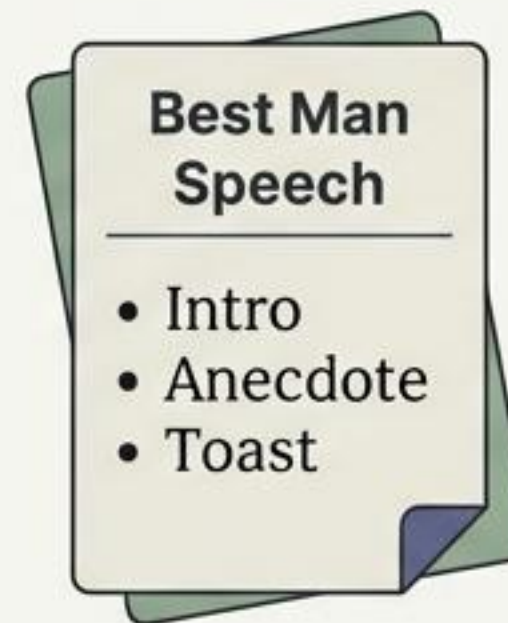 Best Man
Speech
• Intro
• Anecdote
• Toast